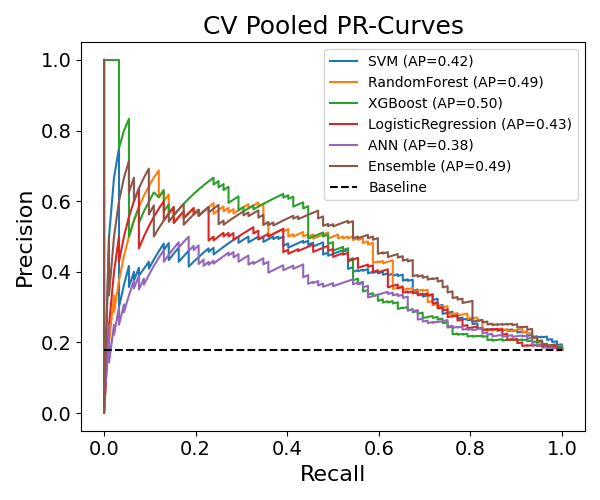 CV Pooled PR-Curves
SVM (AP=0.42)
RandomForest (AP=0.49)
XGBoost (AP=0.50)
LogisticRegression (AP=0.43)
ANN (AP=0.38)
Ensemble (AP=0.49)
Baseline
Precision
1.0
0.8
0.6
0.4
0.2
0.0
0.0 0.2 0.4 0.6 0.8 1.0
Recall